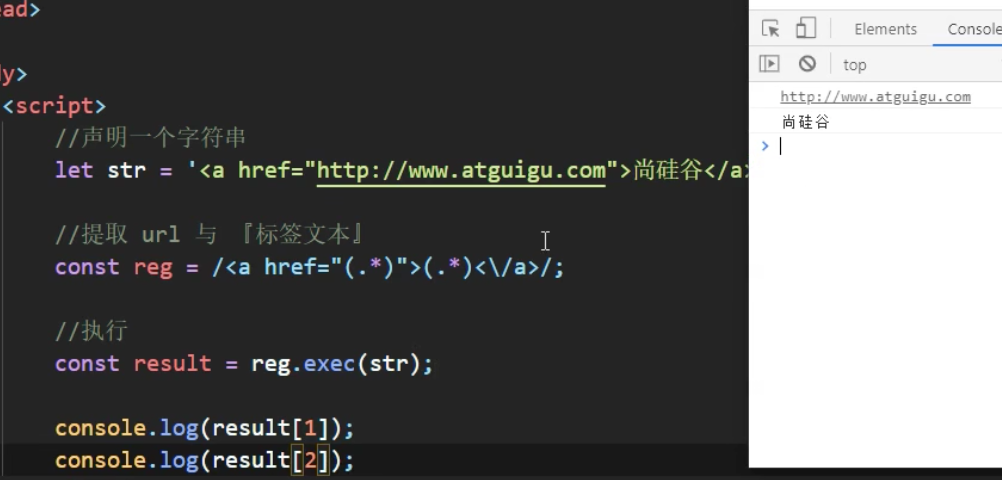 ead>
dy>
<script>
//声明一个字符串
let str = '<a href="http://www.atguigu.com">尚硅谷</a>
//提取 url 与 『标签文本』
const reg = /<a href="(.*)">(.*)<\/a>/;
//执行
const result = reg.exec(str);
console.log(result[1]);
console.log(result[2]);
Elements Console
top
http://www.atguigu.com
尚硅谷
>